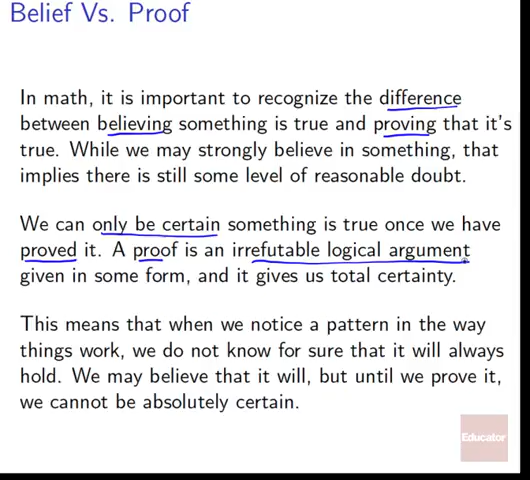 Belief Vs. Proof
In math, it is important to recognize the difference
between believing something is true and proving that it's
true. While we may strongly believe in something, that
implies there is still some level of reasonable doubt.
We can only be certain something is true once we have
proved it. A proof is an irrefutable logical argument
given in some form, and it gives us total certainty.
This means that when we notice a pattern in the way
things work, we do not know for sure that it will always
hold. We may believe that it will, but until we prove it,
we cannot be absolutely certain.
Educator